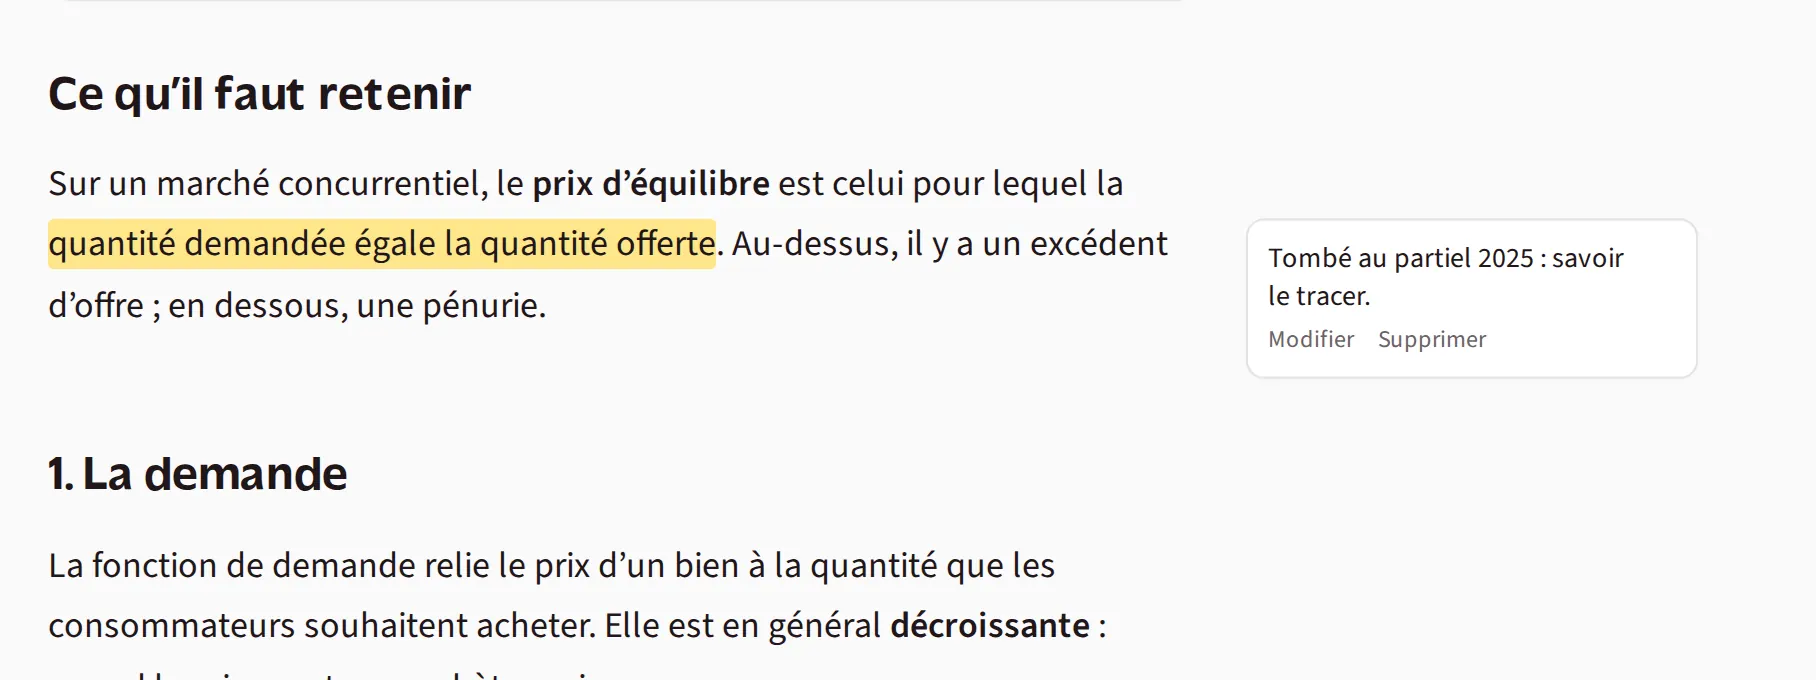 Ce qu’il faut retenir
Sur un marché concurrentiel, le prix d’équilibre est celui pour lequel la
quantité demandée égale la quantité offerte. Au-dessus, il y a un excédent
d’offre ; en dessous, une pénurie.
Tombé au partiel 2025 : savoir
le tracer.
Modifier Supprimer
1. La demande
La fonction de demande relie le prix d’un bien à la quantité que les
consommateurs souhaitent acheter. Elle est en général décroissante :